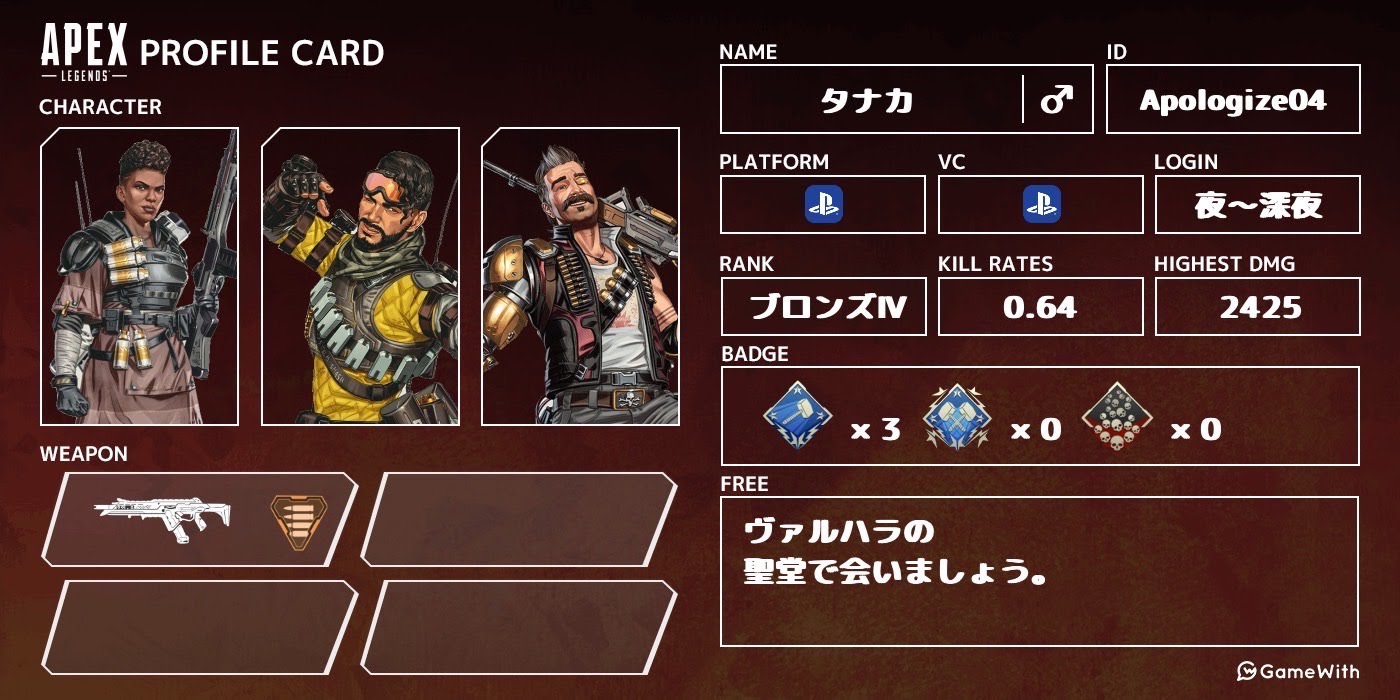 APEX
LEGENDS
PROFILE CARD
CHARACTER
WEAPON
NAME
タナカ ♂
ID
Apologize04
PLATFORM
VC
LOGIN
夜～深夜
RANK
ブロンズⅣ
KILL RATES
0.64
HIGHEST DMG
2425
BADGE
x 3
x 0
x 0
FREE
ヴァルハラの
聖堂で会いましょう。
GameWith